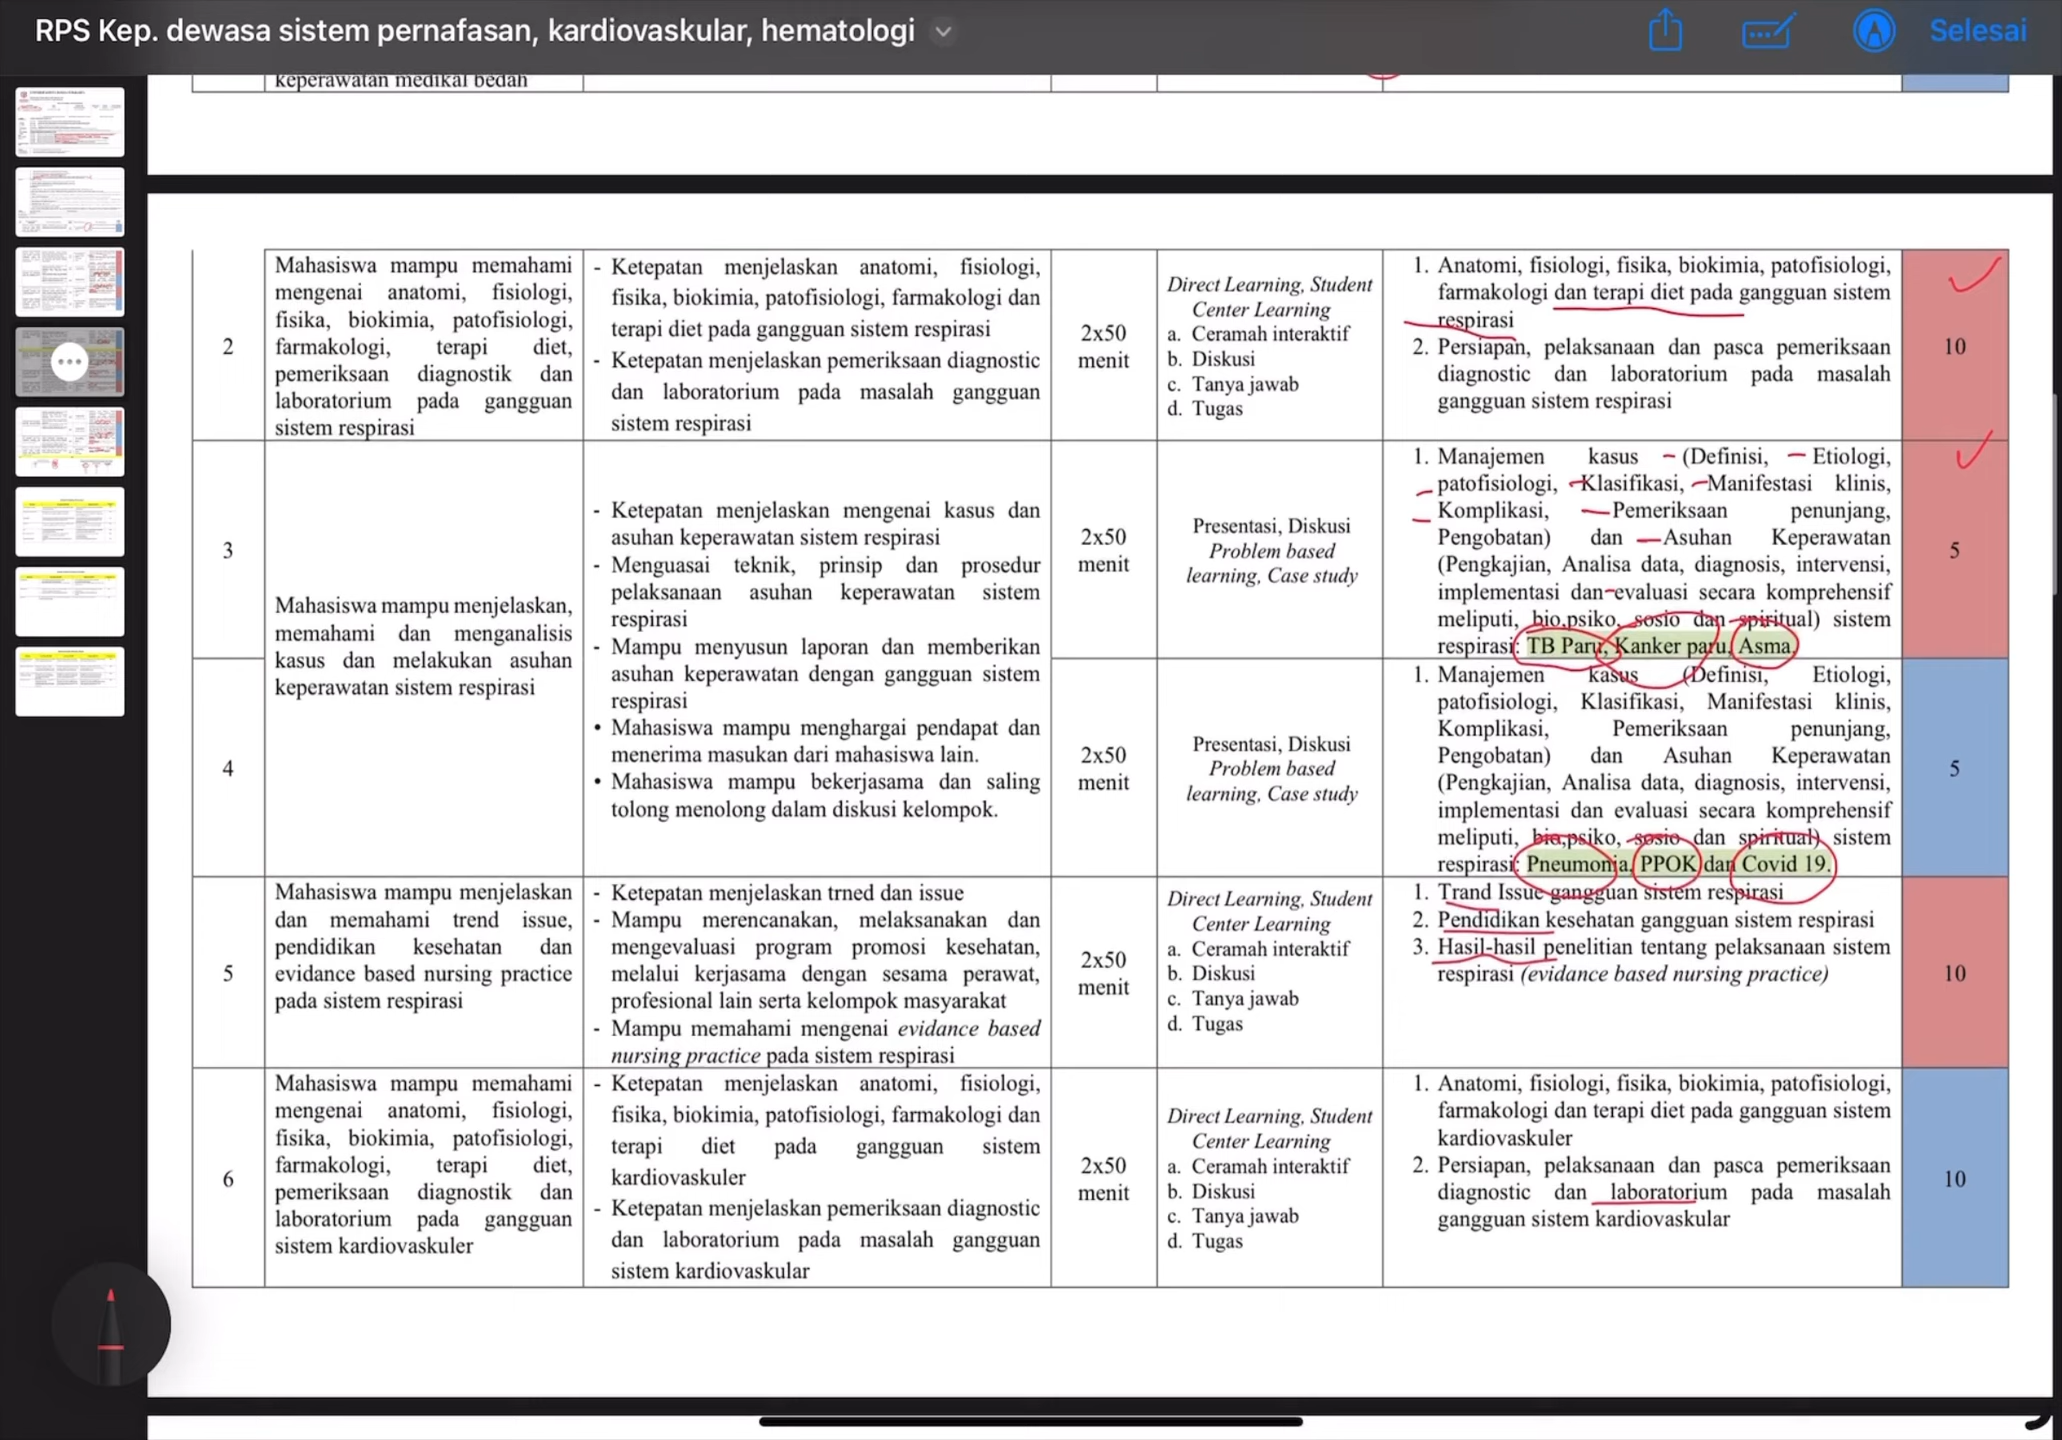 RPS Kep. dewasa sistem pernafasan, kardiovaskular, hematologi
Selesai
keperawatan medikal bedah
2
Mahasiswa mampu memahami
mengenai anatomi, fisiologi,
fisika, biokimia, patofisiologi,
farmakologi, terapi diet,
pemeriksaan diagnostik dan
laboratorium pada gangguan
sistem respirasi
- Ketepatan menjelaskan anatomi, fisiologi,
fisika, biokimia, patofisiologi, farmakologi dan
terapi diet pada gangguan sistem respirasi
- Ketepatan menjelaskan pemeriksaan diagnostic
dan laboratorium pada masalah gangguan
sistem respirasi
2x50
menit
Direct Learning, Student
Center Learning
a. Ceramah interaktif
b. Diskusi
c. Tanya jawab
d. Tugas
1. Anatomi, fisiologi, fisika, biokimia, patofisiologi,
farmakologi dan terapi diet pada gangguan sistem
respirasi
2. Persiapan, pelaksanaan dan pasca pemeriksaan
diagnostic dan laboratorium pada masalah
gangguan sistem respirasi
10
3
Mahasiswa mampu menjelaskan,
memahami dan menganalisis
kasus dan melakukan asuhan
keperawatan sistem respirasi
- Ketepatan menjelaskan mengenai kasus dan
asuhan keperawatan sistem respirasi
- Menguasai teknik, prinsip dan prosedur
pelaksanaan asuhan keperawatan sistem
respirasi
- Mampu menyusun laporan dan memberikan
asuhan keperawatan dengan gangguan sistem
respirasi
• Mahasiswa mampu menghargai pendapat dan
menerima masukan dari mahasiswa lain.
• Mahasiswa mampu bekerjasama dan saling
tolong menolong dalam diskusi kelompok.
2x50
menit
Presentasi, Diskusi
Problem based
learning, Case study
1. Manajemen kasus (Definisi, Etiologi,
patofisiologi, Klasifikasi, Manifestasi klinis,
Komplikasi, Pemeriksaan penunjang,
Pengobatan) dan Asuhan Keperawatan
(Pengkajian, Analisa data, diagnosis, intervensi,
implementasi dan evaluasi secara komprehensif
meliputi, bio,psiko, sosio dan spiritual) sistem
respirasi: TB Paru, Kanker paru, Asma,
5
4
2x50
menit
Presentasi, Diskusi
Problem based
learning, Case study
1. Manajemen kasus (Definisi, Etiologi,
patofisiologi, Klasifikasi, Manifestasi klinis,
Komplikasi, Pemeriksaan penunjang,
Pengobatan) dan Asuhan Keperawatan
(Pengkajian, Analisa data, diagnosis, intervensi,
implementasi dan evaluasi secara komprehensif
meliputi, bio,psiko, sosio dan spiritual) sistem
respirasi: Pneumonia, PPOK dan Covid 19.
5
5
Mahasiswa mampu menjelaskan
dan memahami trend issue,
pendidikan kesehatan dan
evidence based nursing practice
pada sistem respirasi
- Ketepatan menjelaskan trned dan issue
- Mampu merencanakan, melaksanakan dan
mengevaluasi program promosi kesehatan,
melalui kerjasama dengan sesama perawat,
profesional lain serta kelompok masyarakat
- Mampu memahami mengenai evidence based
nursing practice pada sistem respirasi
2x50
menit
Direct Learning, Student
Center Learning
a. Ceramah interaktif
b. Diskusi
c. Tanya jawab
d. Tugas
1. Trand Issue gangguan sistem respirasi
2. Pendidikan kesehatan gangguan sistem respirasi
3. Hasil-hasil penelitian tentang pelaksanaan sistem
respirasi (evidence based nursing practice)
10
6
Mahasiswa mampu memahami
mengenai anatomi, fisiologi,
fisika, biokimia, patofisiologi,
farmakologi, terapi diet,
pemeriksaan diagnostik dan
laboratorium pada gangguan
sistem kardiovaskuler
- Ketepatan menjelaskan anatomi, fisiologi,
fisika, biokimia, patofisiologi, farmakologi dan
terapi diet pada gangguan sistem
kardiovaskuler
- Ketepatan menjelaskan pemeriksaan diagnostic
dan laboratorium pada masalah gangguan
sistem kardiovaskular
2x50
menit
Direct Learning, Student
Center Learning
a. Ceramah interaktif
b. Diskusi
c. Tanya jawab
d. Tugas
1. Anatomi, fisiologi, fisika, biokimia, patofisiologi,
farmakologi dan terapi diet pada gangguan sistem
kardiovaskuler
2. Persiapan, pelaksanaan dan pasca pemeriksaan
diagnostic dan laboratorium pada masalah
gangguan sistem kardiovaskular
10